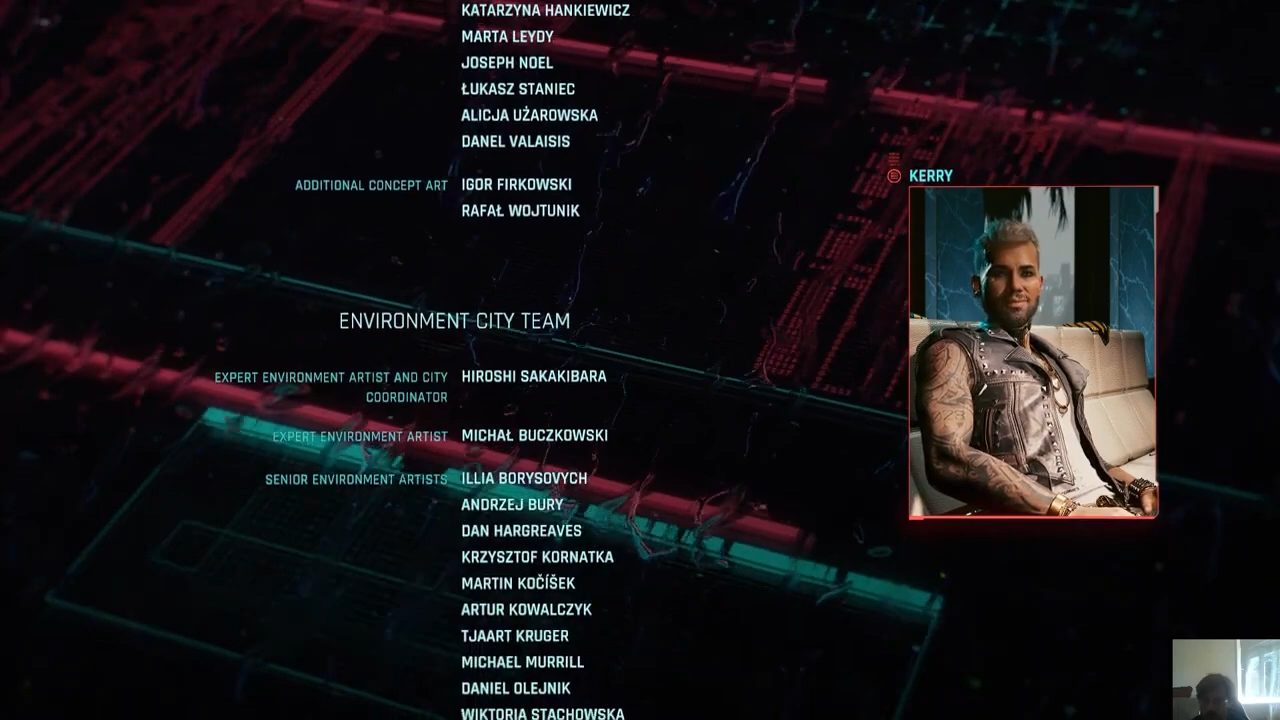 KATARZYNA HANKIEWICZ
MARTA LEYDY
JOSEPH NOEL
ŁUKASZ STANIEC
ALICJA UŻAROWSKA
DANEL VALAISIS
ADDITIONAL CONCEPT ART IGOR FIRKOWSKI
RAFAŁ WOJTUNIK
KERRY
ENVIRONMENT CITY TEAM
EXPERT ENVIRONMENT ARTIST AND CITY HIROSHI SAKAKIBARA
COORDINATOR
EXPERT ENVIRONMENT ARTIST MICHAŁ BUCZKOWSKI
SENIOR ENVIRONMENT ARTISTS ILLIA BORYSOVYCH
ANDRZEJ BURY
DAN HARGREAVES
KRZYSZTOF KORNATKA
MARTIN KOČÍŠEK
ARTUR KOWALCZYK
TJAART KRUGER
MICHAEL MURRILL
DANIEL OLEJNIK
WIKTORIA STACHOWSKA